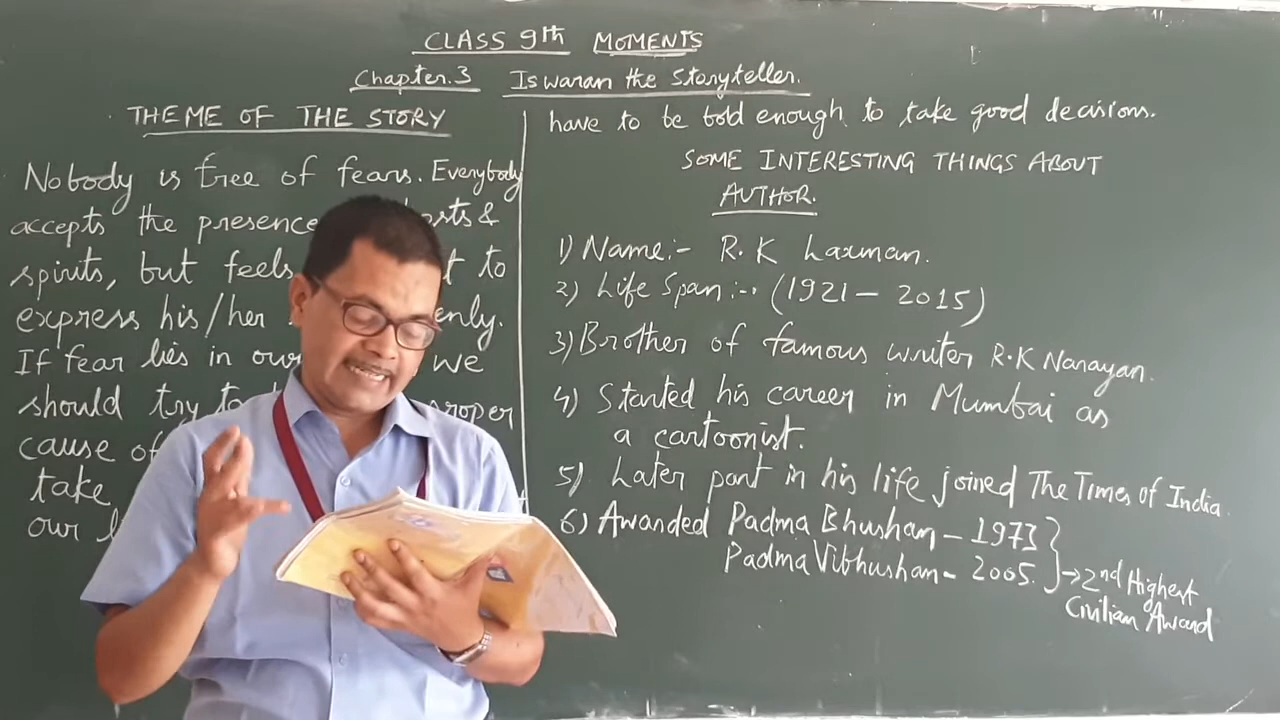 CLASS 9th MOMENTS
Chapter.3 Iswaran the Storyteller.
THEME OF THE STORY
Nobody is free of fears. Everybody
accepts the presence &
spirits, but feels to
express his/her enly.
If fear lies in our we
should try to
cause of
take
our
have to be bold enough to take good decisions.
SOME INTERESTING THINGS ABOUT
AUTHOR.
1) Name:- R.K Laxman.
2) Life Span:-. (1921 - 2015)
3) Brother of famous writer R.K Narayan.
4) Started his career in Mumbai as
a cartoonist.
5) Later part in his life joined The Times of India.
6) Awarded Padma Bhushan - 1973
Padma Vibhushan - 2005.
→ 2nd Highest
Civilian Award